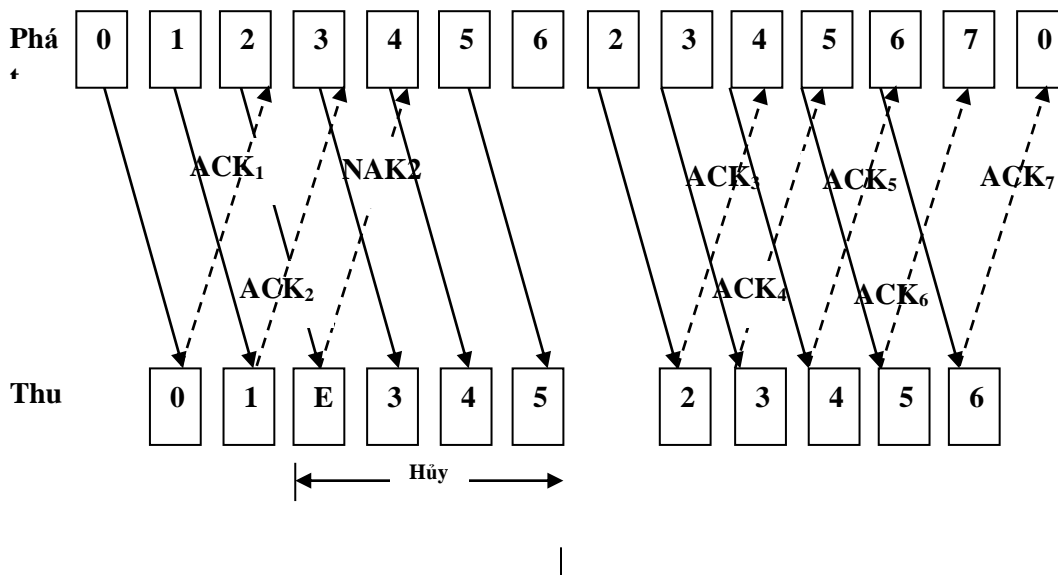 Phá 0 1 2 3 4 5 6 2 3 4 5 6 7 0
t
ACK₁ NAK2 ACK₃ ACK₅ ACK₇
ACK₂ ACK₄ ACK₆
Thu 0 1 E 3 4 5 2 3 4 5 6
Hủy